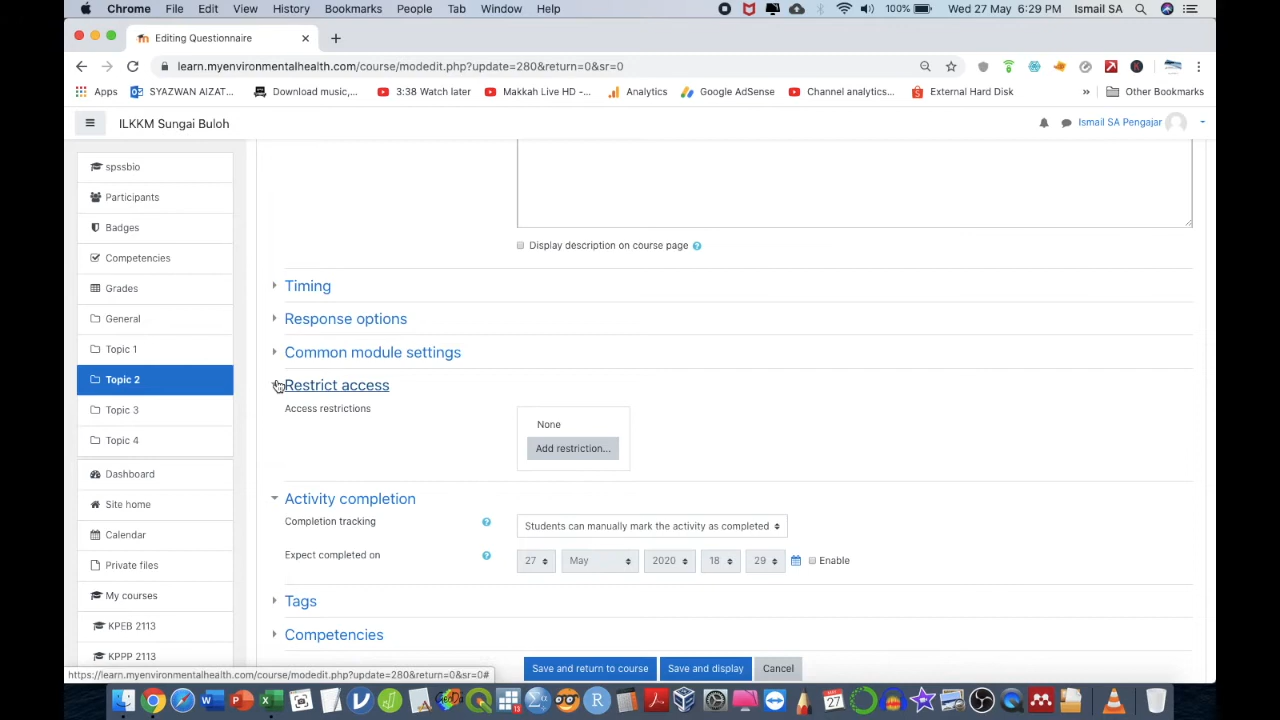 Chrome File Edit View History Bookmarks People Tab Window Help 100% Wed 27 May 6:29 PM Ismail SA
Editing Questionnaire
learn.myenvironmentalhealth.com/course/modedit.php?update=280&return=0&sr=0
Apps SYAZWAN AIZAT... Download music,... 3:38 Watch later Makkah Live HD -... Analytics Google AdSense Channel analytics... External Hard Disk » Other Bookmarks
ILKKM Sungai Buloh Ismail SA Pengajar
spssbio
Participants
Badges
Competencies
Grades
General
Topic 1
Topic 2
Topic 3
Topic 4
Dashboard
Site home
Calendar
Private files
My courses
KPEB 2113
KPPP 2113
Display description on course page
Timing
Response options
Common module settings
Restrict access
Access restrictions
None
Add restriction...
Activity completion
Completion tracking
Students can manually mark the activity as completed
Expect completed on
27 May 2020 18 29 Enable
Tags
Competencies
Save and return to course Save and display Cancel
https://learn.myenvironmentalhealth.com/course/modedit.php?update=280&return=0&sr=0#